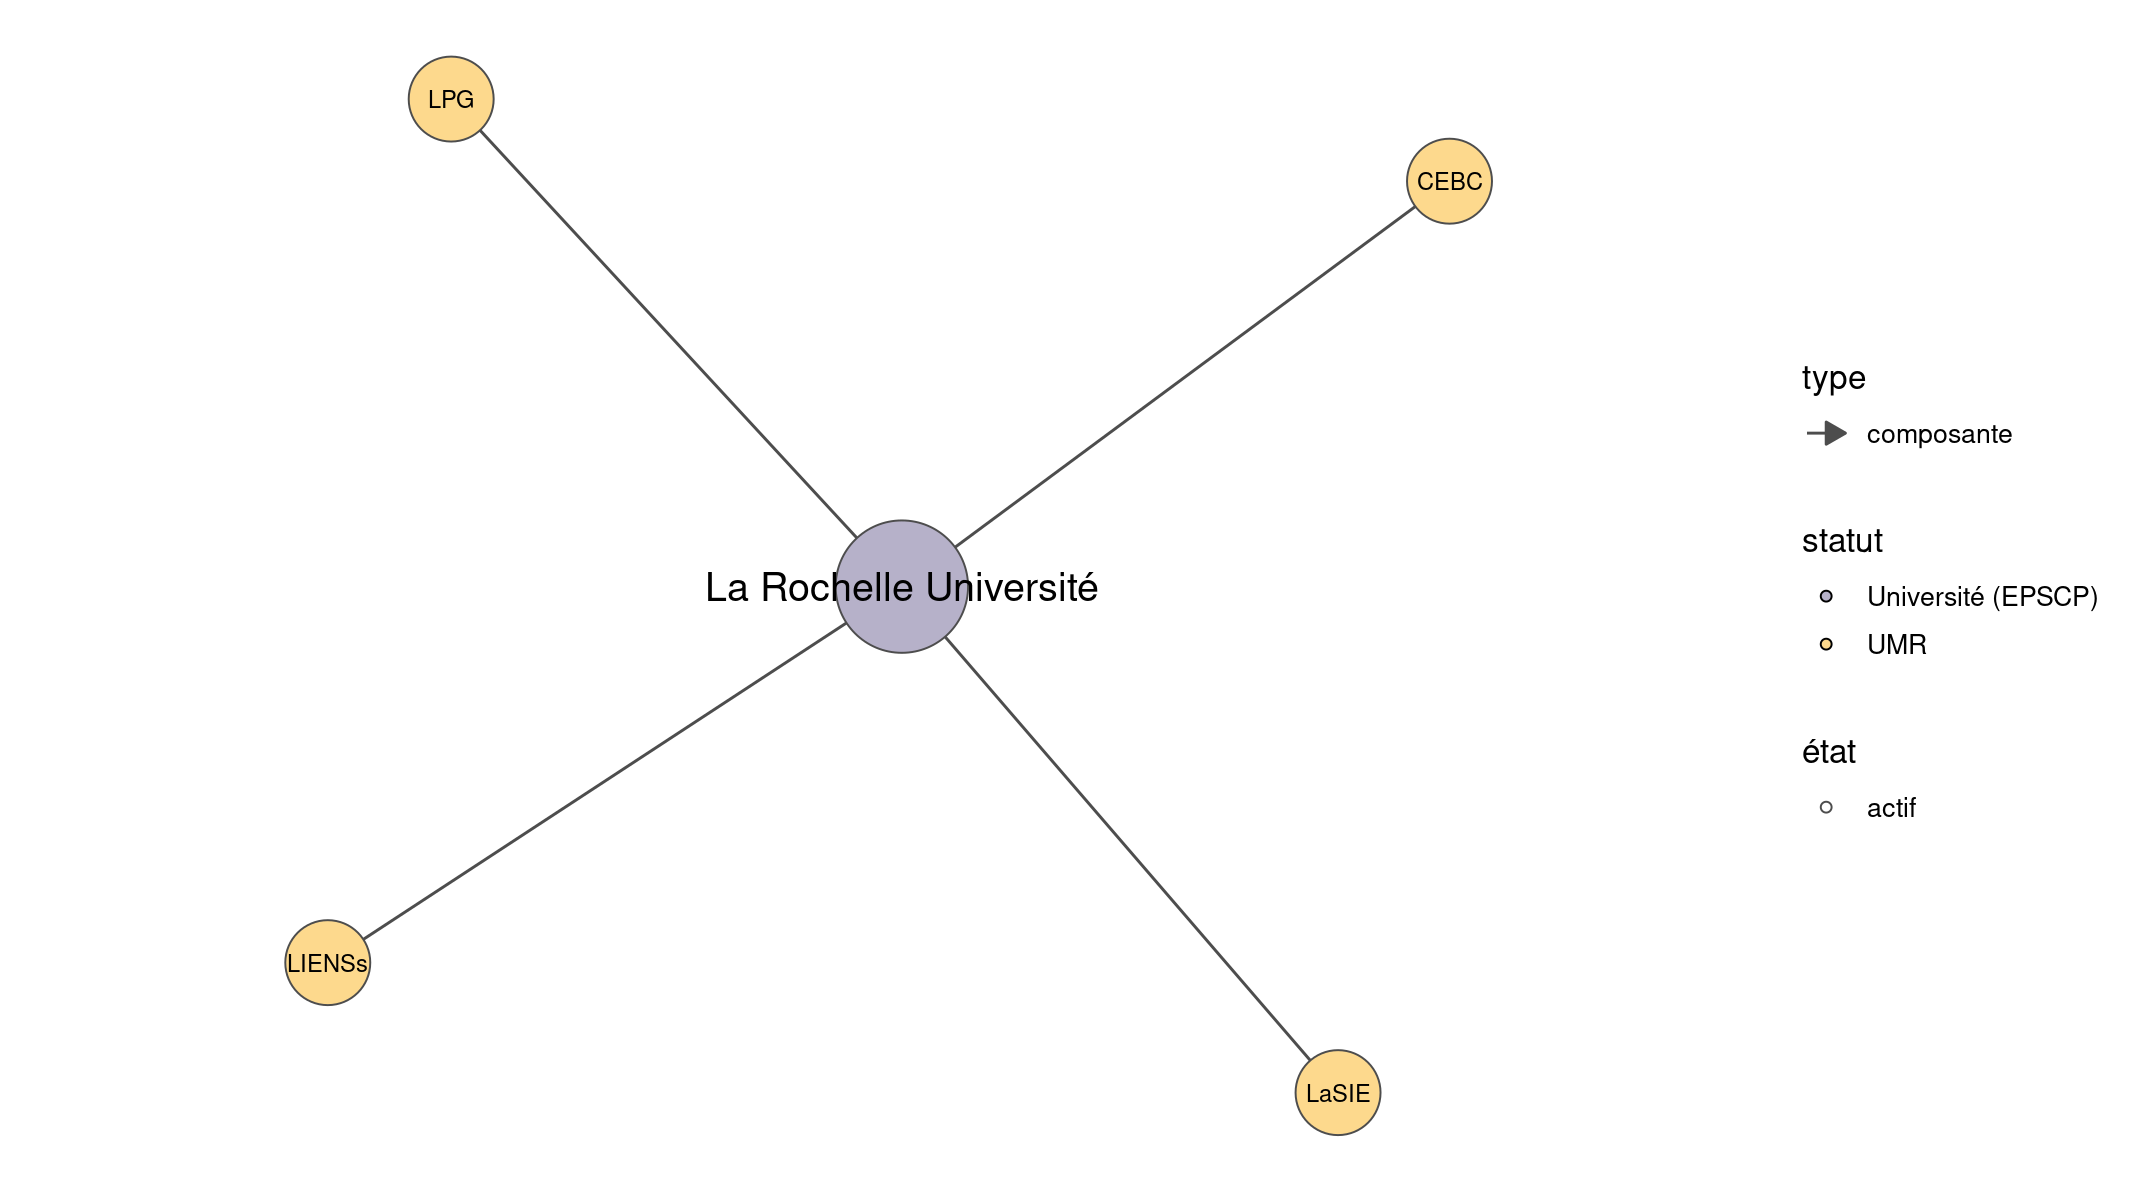 LPG
CEBC
La Rochelle Université
LIENSs
LaSIE
type
composante
statut
Université (EPSCP)
UMR
état
actif